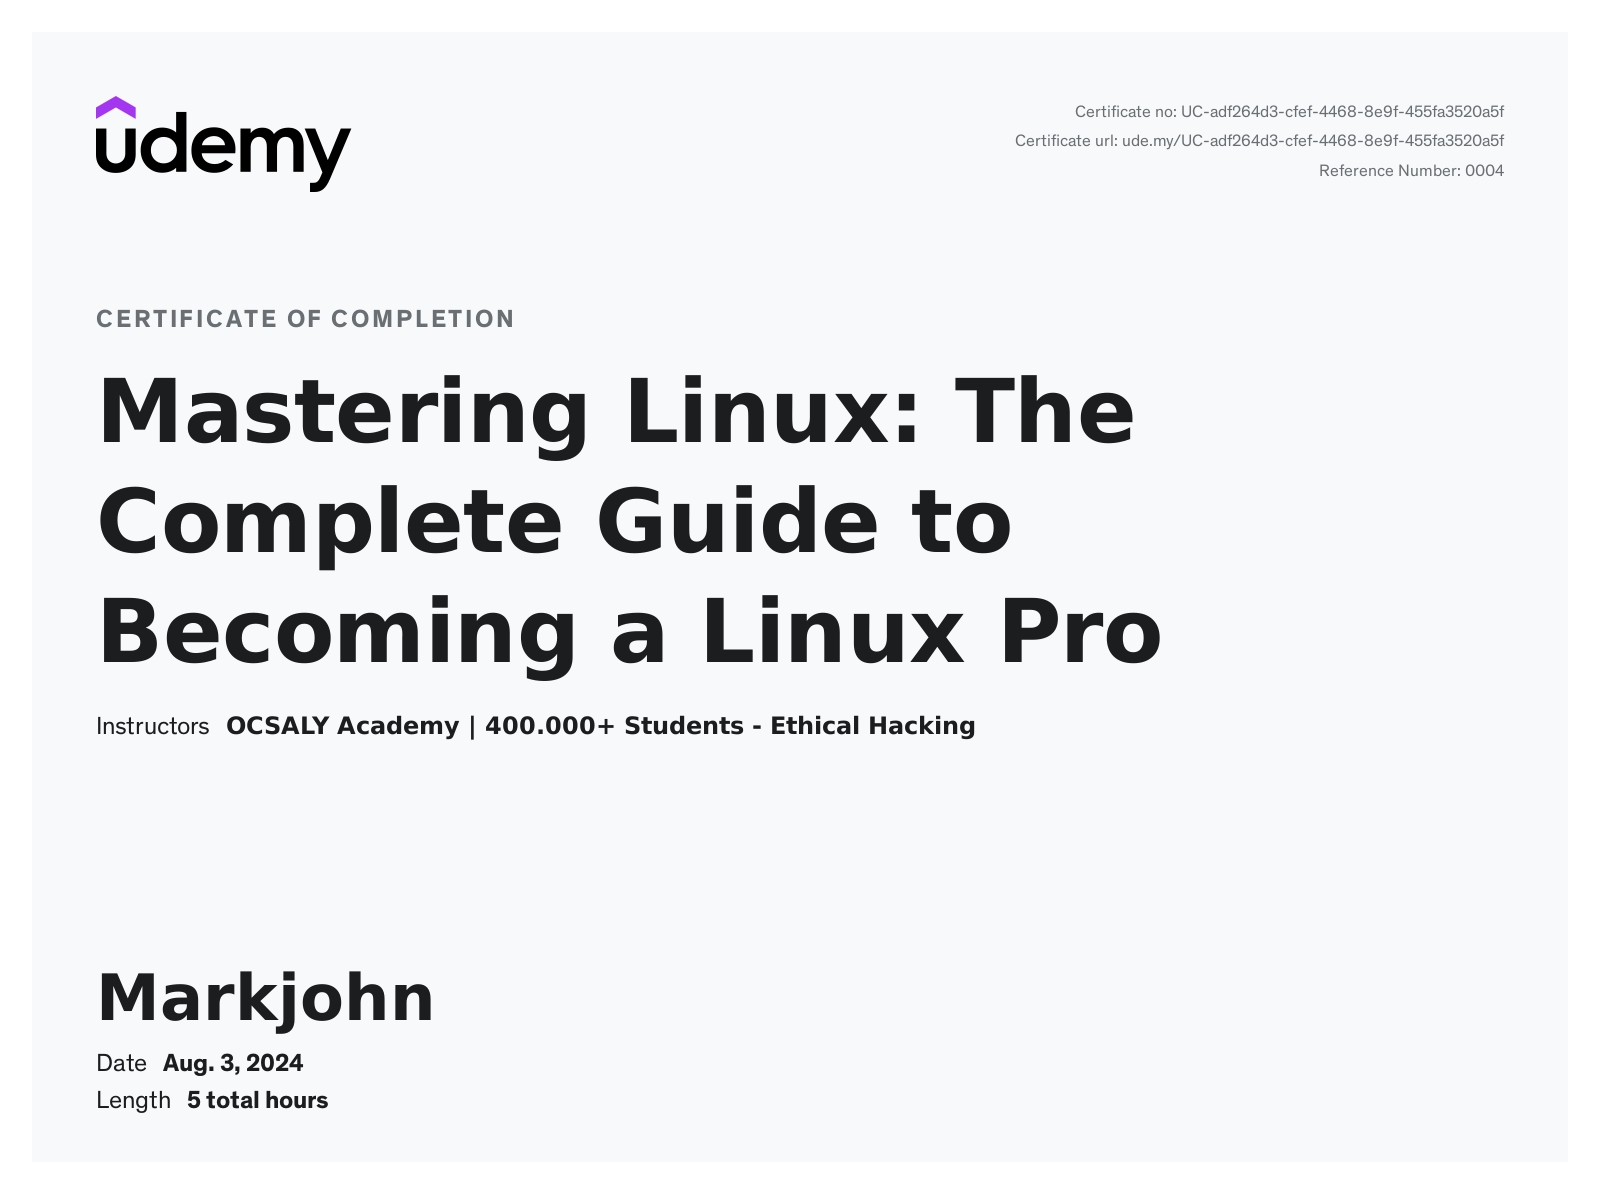 udemy
Certificate no: UC-adf264d3-cfef-4468-8e9f-455fa3520a5f
Certificate url: ude.my/UC-adf264d3-cfef-4468-8e9f-455fa3520a5f
Reference Number: 0004
CERTIFICATE OF COMPLETION
Mastering Linux: The
Complete Guide to
Becoming a Linux Pro
Instructors OCSALY Academy | 400.000+ Students - Ethical Hacking
Markjohn
Date Aug. 3, 2024
Length 5 total hours